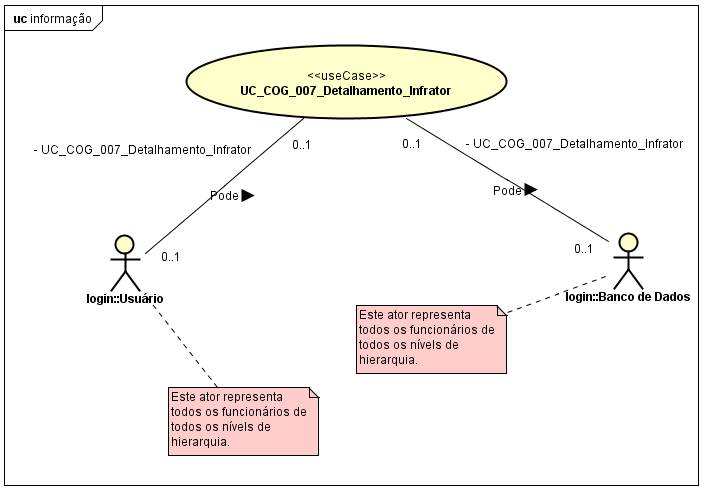 uc informação
<<useCase>>
UC_COG_007_Detalhamento_Infrator
- UC_COG_007_Detalhamento_Infrator
0..1
0..1
- UC_COG_007_Detalhamento_Infrator
Pode
Pode
0..1
0..1
login::Usuário
login::Banco de Dados
Este ator representa
todos os funcionários de
todos os nívels de
hierarquia.
Este ator representa
todos os funcionários de
todos os nívels de
hierarquia.